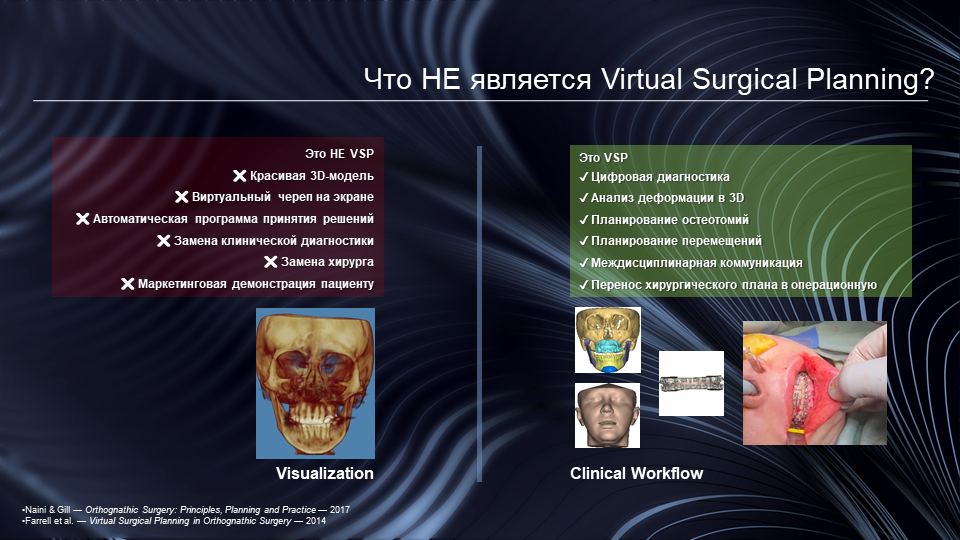 Что НЕ является Virtual Surgical Planning?
Это НЕ VSP
❌ Красивая 3D-модель
❌ Виртуальный череп на экране
❌ Автоматическая программа принятия решений
❌ Замена клинической диагностики
❌ Замена хирурга
❌ Маркетинговая демонстрация пациенту
Visualization
Это VSP
✓ Цифровая диагностика
✓ Анализ деформации в 3D
✓ Планирование остеотомий
✓ Планирование перемещений
✓ Междисциплинарная коммуникация
✓ Перенос хирургического плана в операционную
Clinical Workflow
•Naini & Gill — Orthognathic Surgery: Principles, Planning and Practice — 2017
•Farrell et al. — Virtual Surgical Planning in Orthognathic Surgery — 2014